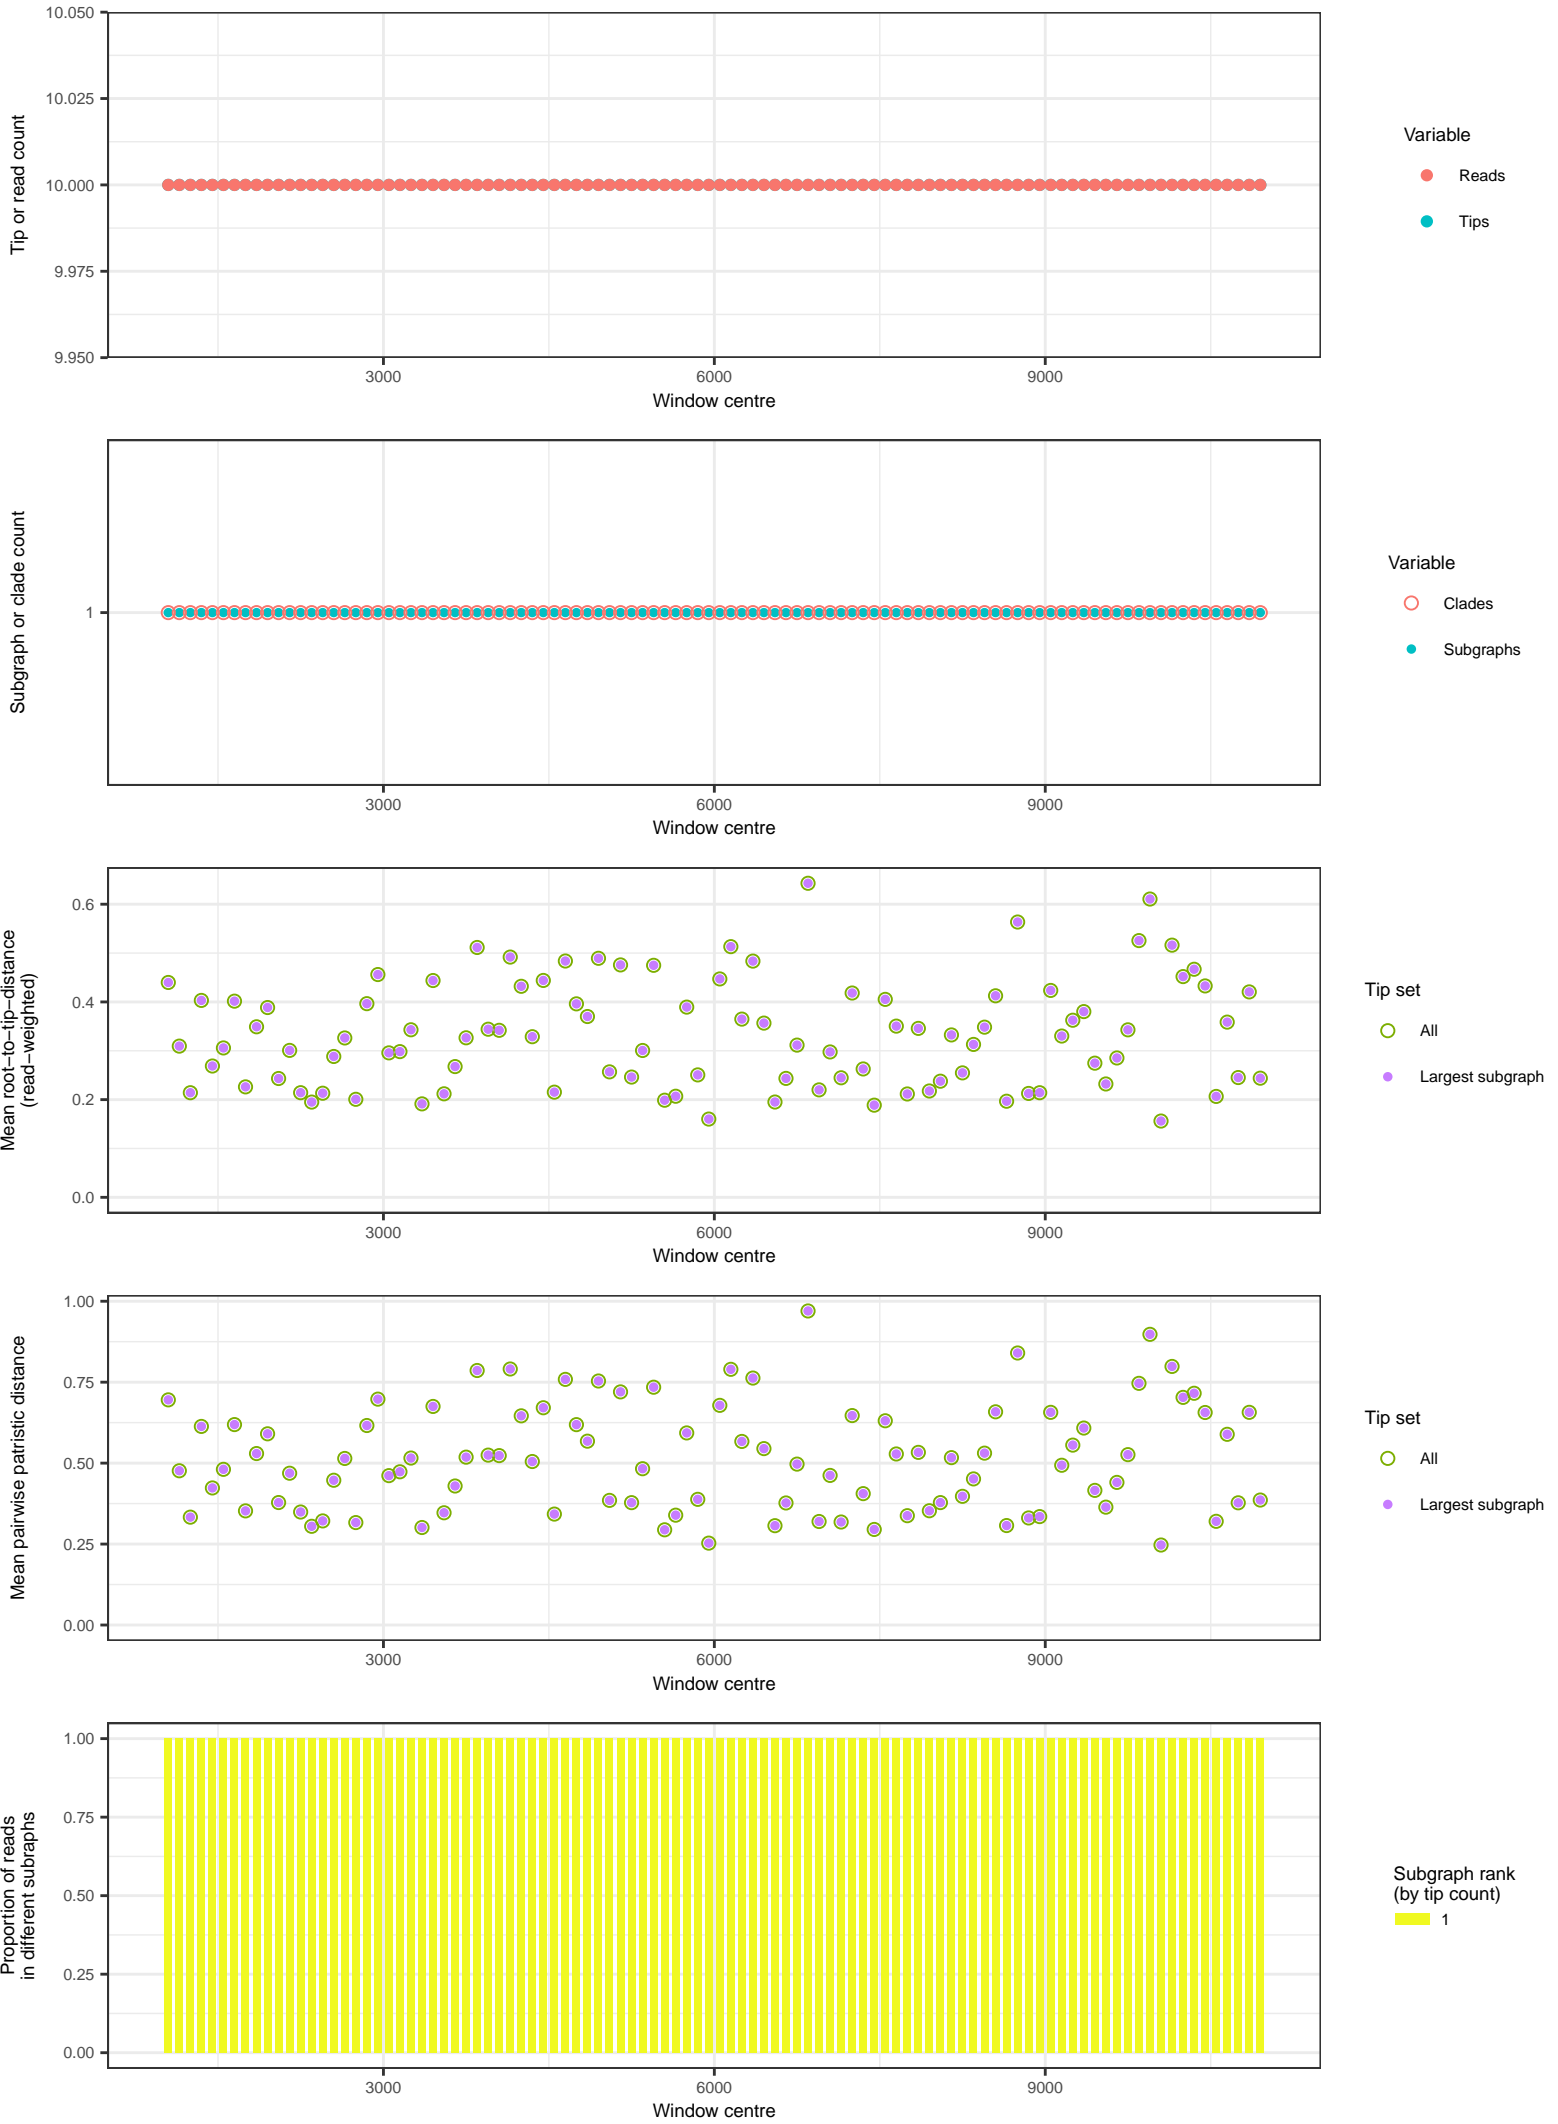 10.050
10.025
10.000
9.975
9.950
Tip or read count
3000
6000
9000
Window centre
Variable
Reads
Tips
1
Subgraph or clade count
3000
6000
9000
Window centre
Variable
Clades
Subgraphs
0.6
0.4
0.2
0.0
Mean root−to−tip−distance
(read−weighted)
3000
6000
9000
Window centre
Tip set
All
Largest subgraph
1.00
0.75
0.50
0.25
0.00
Mean pairwise patristic distance
3000
6000
9000
Window centre
Tip set
All
Largest subgraph
1.00
0.75
0.50
0.25
0.00
Proportion of reads
in different subraphs
3000
6000
9000
Window centre
Subgraph rank
(by tip count)
1